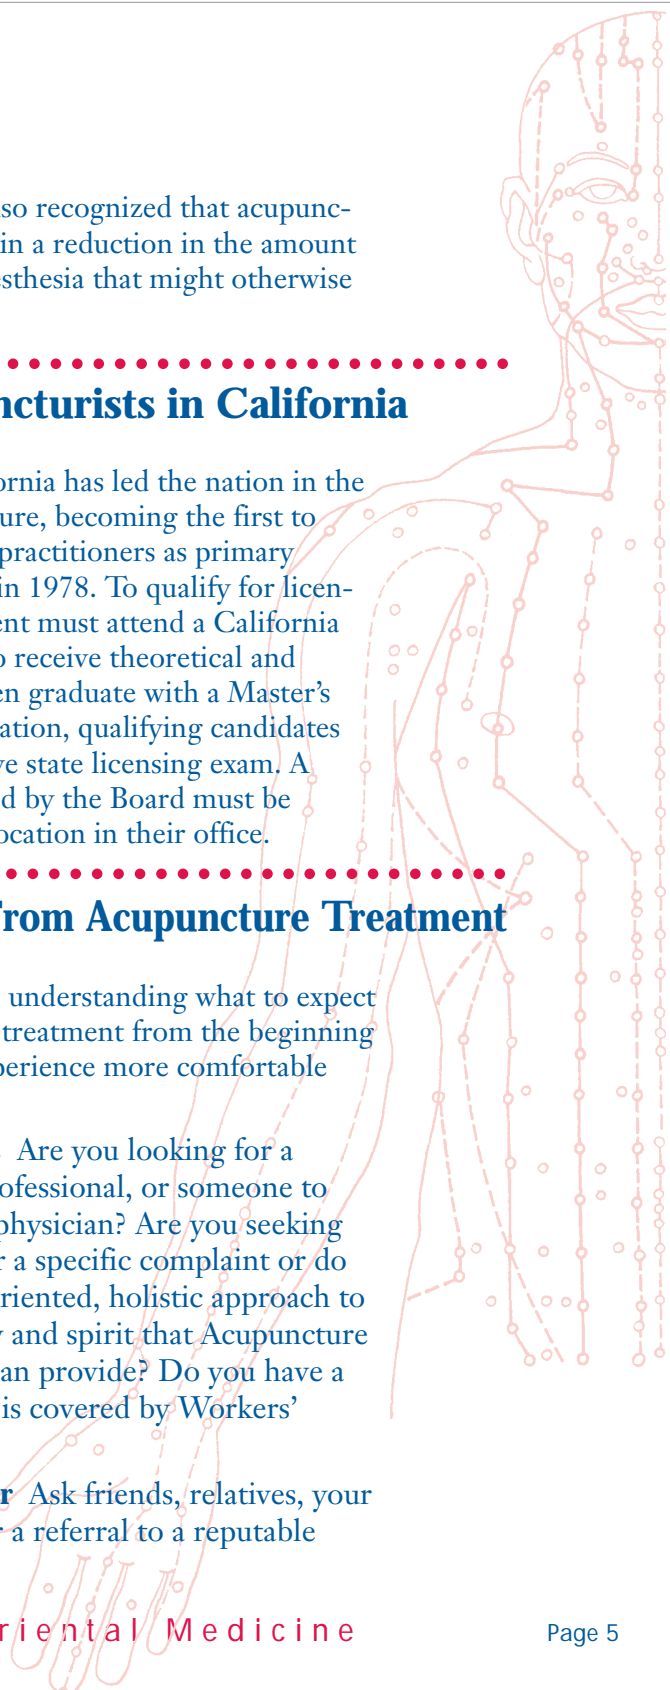 so recognized that acupunc-
in a reduction in the amount
esthesia that might otherwise
ncturists in California
ornia has led the nation in the
ure, becoming the first to
practitioners as primary
in 1978. To qualify for licen-
ent must attend a California
o receive theoretical and
en graduate with a Master’s
ation, qualifying candidates
ve state licensing exam. A
d by the Board must be
ocation in their office.
From Acupuncture Treatment
understanding what to expect
treatment from the beginning
perience more comfortable
Are you looking for a
ofessional, or someone to
physician? Are you seeking
r a specific complaint or do
riented, holistic approach to
y and spirit that Acupuncture
an provide? Do you have a
is covered by Workers’
r Ask friends, relatives, your
r a referral to a reputable
riental Medicine
Page 5